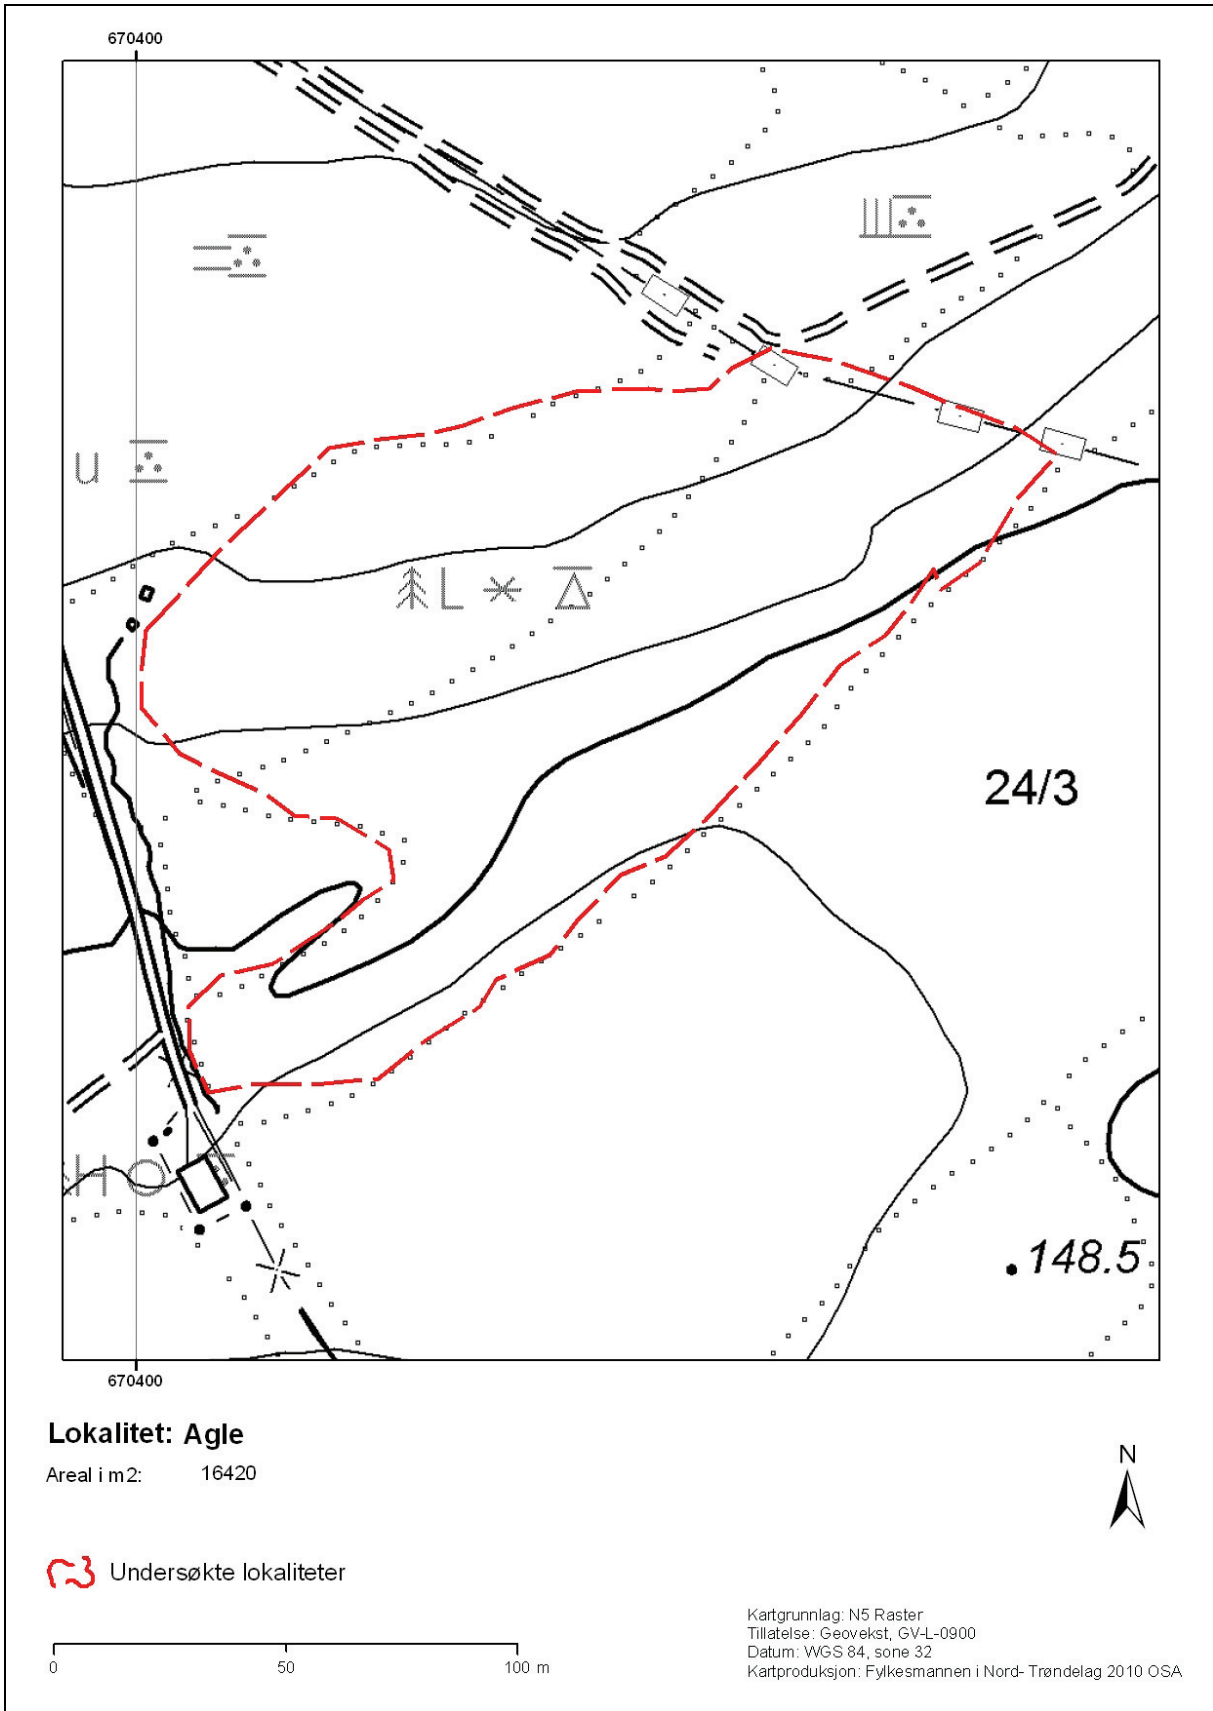 670400
u
L
24/3
H O
148.5
670400
Lokalitet: Agle
Areal i m2: 16420
N
Undersøkte lokaliteter
0 50 100 m
Kartgrunnlag: N5 Raster
Tillatelse: Geovekst, GV-L-0900
Datum: WGS 84, sone 32
Kartproduksjon: Fylkesmannen i Nord- Trøndelag 2010 OSA